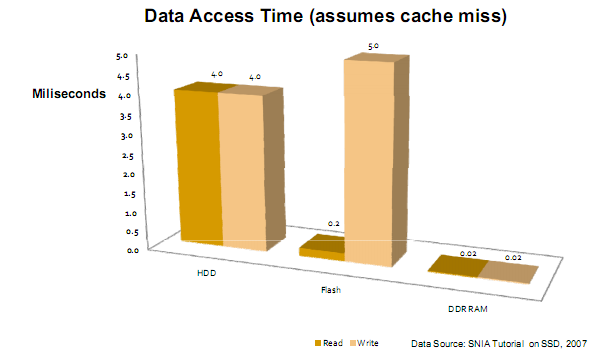 Data Access Time (assumes cache miss)
5.0
4.5
4.0
3.5
3.0
2.5
2.0
1.5
1.0
0.5
0.0
Miliseconds
4.0 4.0
0.2
5.0
0.02 0.02
HDD
Flash
DDR RAM
Read Write
Data Source: SNIA Tutorial on SSD, 2007